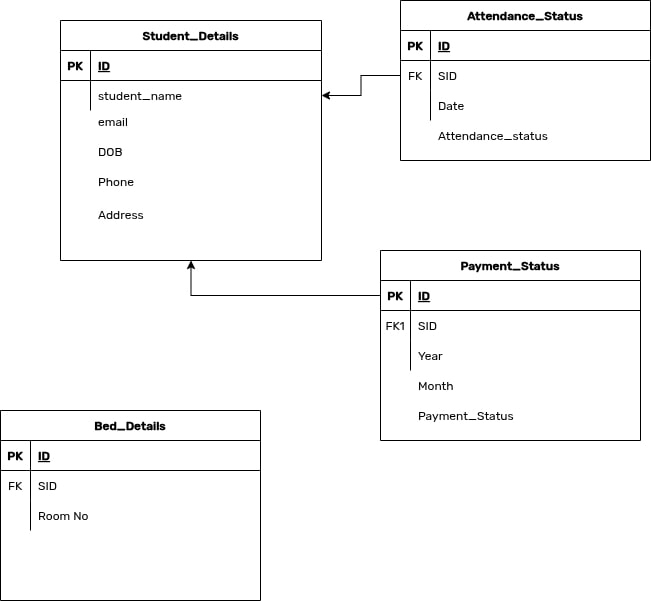 Student_Details
PK ID
student_name
email
DOB
Phone
Address
Attendance_Status
PK ID
FK SID
Date
Attendance_status
Payment_Status
PK ID
FK1 SID
Year
Month
Payment_Status
Bed_Details
PK ID
FK SID
Room No